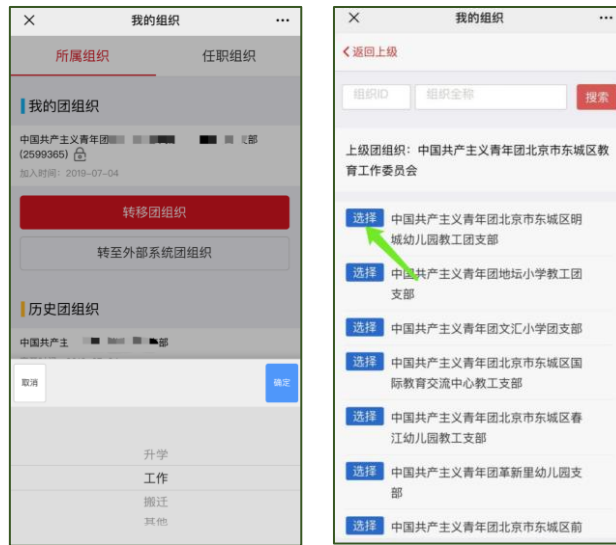 我的组织
所属组织
任职组织
我的团组织
中国共产主义青年团
支部
(2599365)
加入时间：2019-07-04
转移团组织
转至外部系统团组织
历史团组织
中国共产主
部
取消
确定
升学
工作
搬迁
其他
我的组织
返回上级
组织ID
组织全称
搜索
上级团组织：中国共产主义青年团北京市东城区教
育工作委员会
选择 中国共产主义青年团北京市东城区明
城幼儿园教工团支部
选择 中国共产主义青年团地坛小学教工团
支部
选择 中国共产主义青年团文汇小学团支部
选择 中国共产主义青年团北京市东城区国
际教育交流中心教工支部
选择 中国共产主义青年团北京市东城区春
江幼儿园教工支部
选择 中国共产主义青年团革新里幼儿园支
部
选择 中国共产主义青年团北京市东城区前